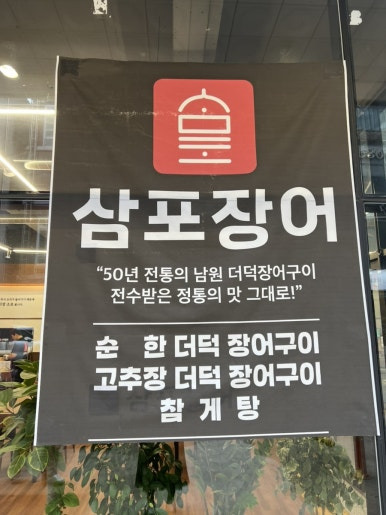 삼포장어
“50년 전통의 남원 더덕장어구이
전수받은 정통의 맛 그대로!”
순 한 더덕 장어구이
고추장 더덕 장어구이
참게탕